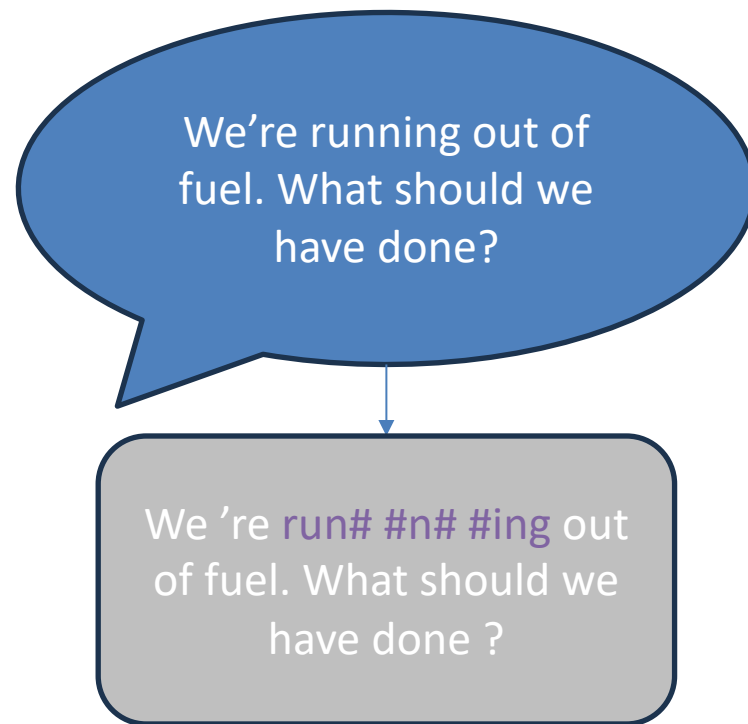 We’re running out of
fuel. What should we
have done?
We ’re run# #n# #ing out
of fuel. What should we
have done ?